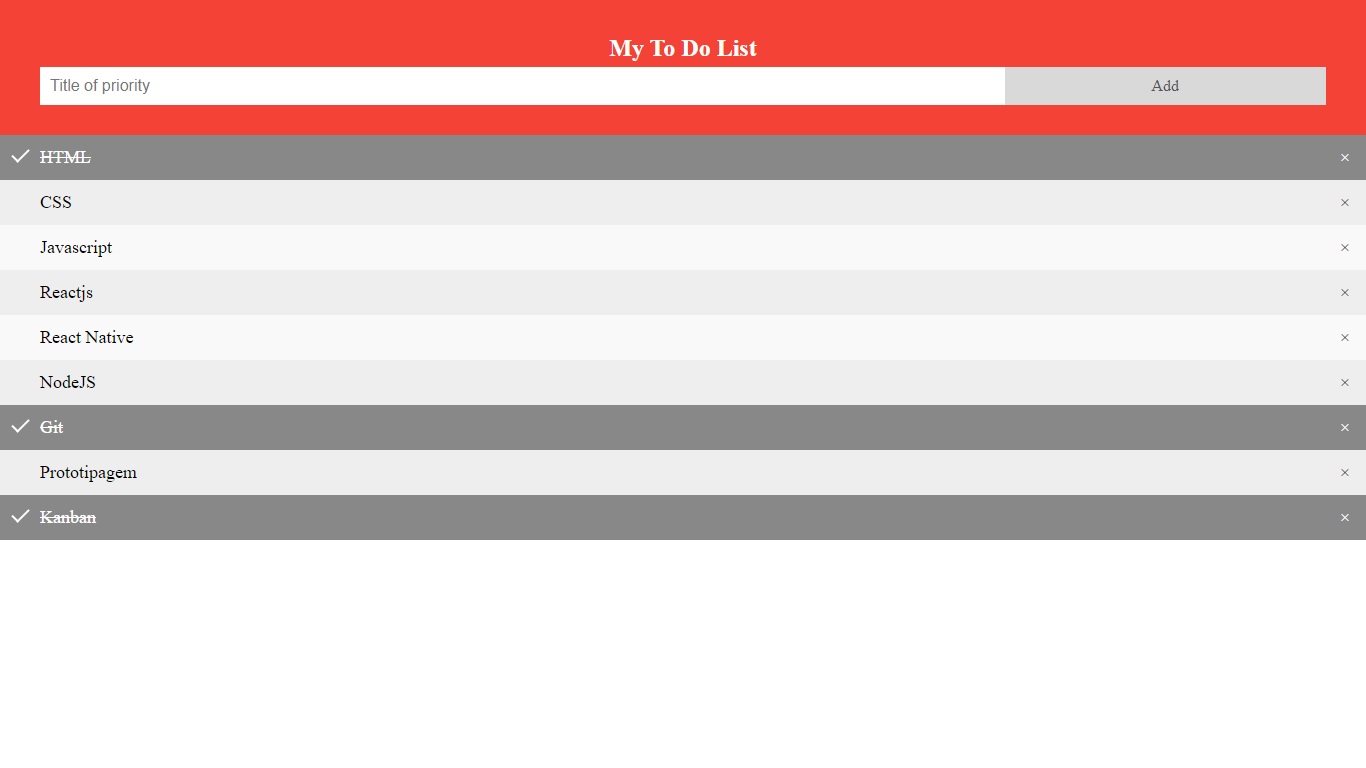 My To Do List
Title of priority
Add
HTML ×
CSS ×
Javascript ×
Reactjs ×
React Native ×
NodeJS ×
Git ×
Prototipagem ×
Kanban ×